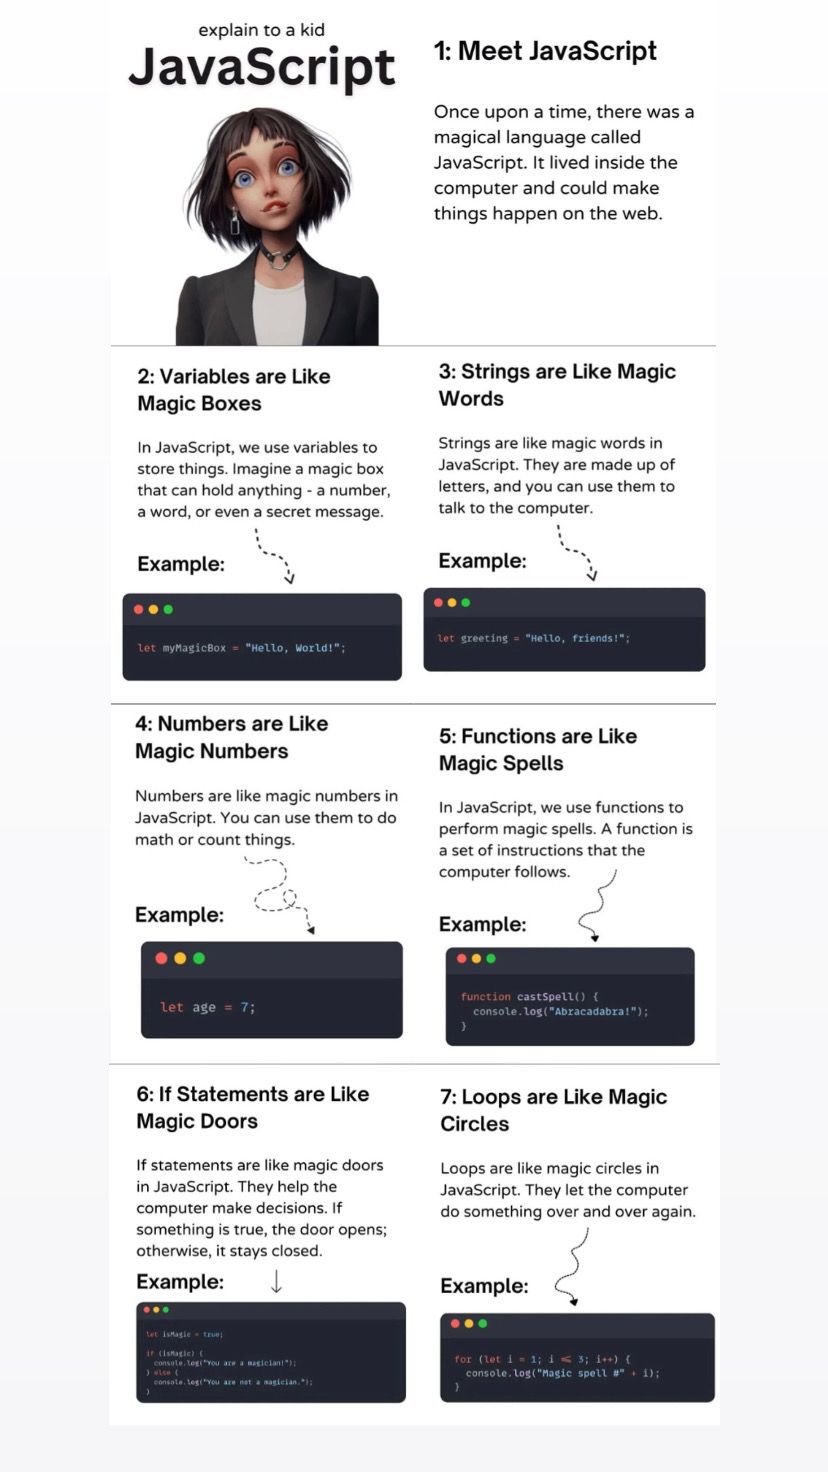 explain to a kid
JavaScript
1: Meet JavaScript
Once upon a time, there was a
magical language called
JavaScript. It lived inside the
computer and could make
things happen on the web.
2: Variables are Like
Magic Boxes
In JavaScript, we use variables to
store things. Imagine a magic box
that can hold anything - a number,
a word, or even a secret message.
Example:
let myMagicBox = "Hello, World!";
3: Strings are Like Magic
Words
Strings are like magic words in
JavaScript. They are made up of
letters, and you can use them to
talk to the computer.
Example:
let greeting = "Hello, friends!";
4: Numbers are Like
Magic Numbers
Numbers are like magic numbers in
JavaScript. You can use them to do
math or count things.
Example:
let age = 7;
5: Functions are Like
Magic Spells
In JavaScript, we use functions to
perform magic spells. A function is
a set of instructions that the
computer follows.
Example:
function castSpell() {
console.log("Abracadabra!");
}
6: If Statements are Like
Magic Doors
If statements are like magic doors
in JavaScript. They help the
computer make decisions. If
something is true, the door opens;
otherwise, it stays closed.
Example:
let isMagic = true;
if (isMagic) {
console.log("You are a magician!");
} else {
console.log("You are not a magician.");
}
7: Loops are Like Magic
Circles
Loops are like magic circles in
JavaScript. They let the computer
do something over and over again.
Example:
for (let i = 1; i <= 3; i++) {
console.log("Magic spell #" + i);
}